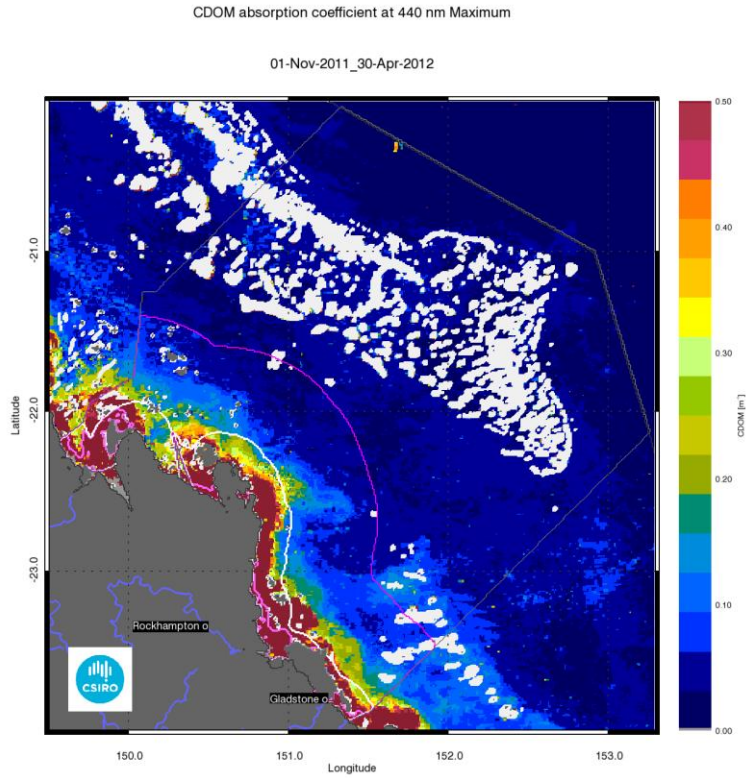 CDOM absorption coefficient at 440 nm Maximum
01-Nov-2011_30-Apr-2012
0.50
0.40
0.30
0.20
0.10
0.00
CDOM [m⁻]
-21.0
-22.0
-23.0
Latitude
Rockhampton o
Gladstone o
CSIRO
150.0 151.0 152.0 153.0
Longitude